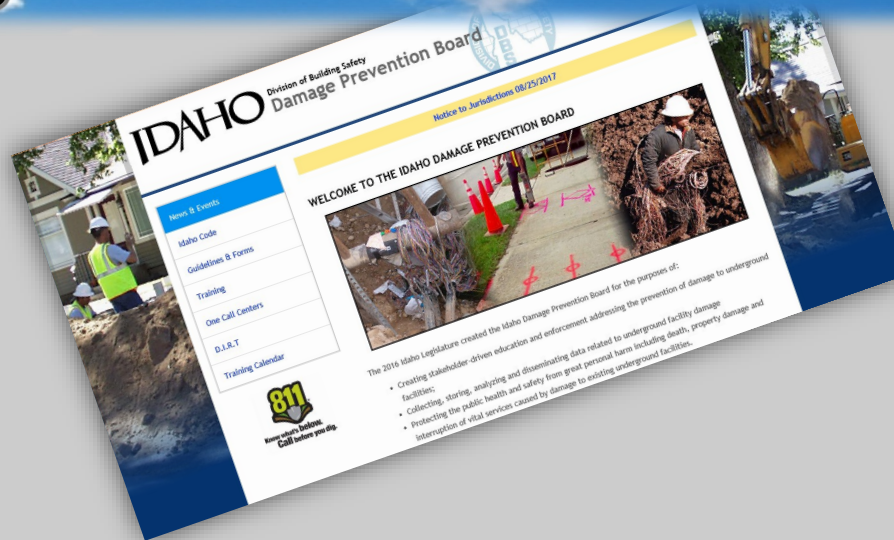 IDAHO
Division of Building Safety
Damage Prevention Board
DIVISION
DBS
Notice to Jurisdictions 08/25/2017
News & Events
Idaho Code
Guidelines & Forms
Training
One Call Centers
D.I.R.T
Training Calendar
811
Know what's below.
Call before you dig.
WELCOME TO THE IDAHO DAMAGE PREVENTION BOARD
The 2016 Idaho Legislature created the Idaho Damage Prevention Board for the purposes of:
• Creating stakeholder-driven education and enforcement addressing the prevention of damage to underground
facilities;
• Collecting, storing, analyzing and disseminating data related to underground facility damage
• Protecting the public health and safety from great personal harm including death, property damage and
interruption of vital services caused by damage to existing underground facilities.